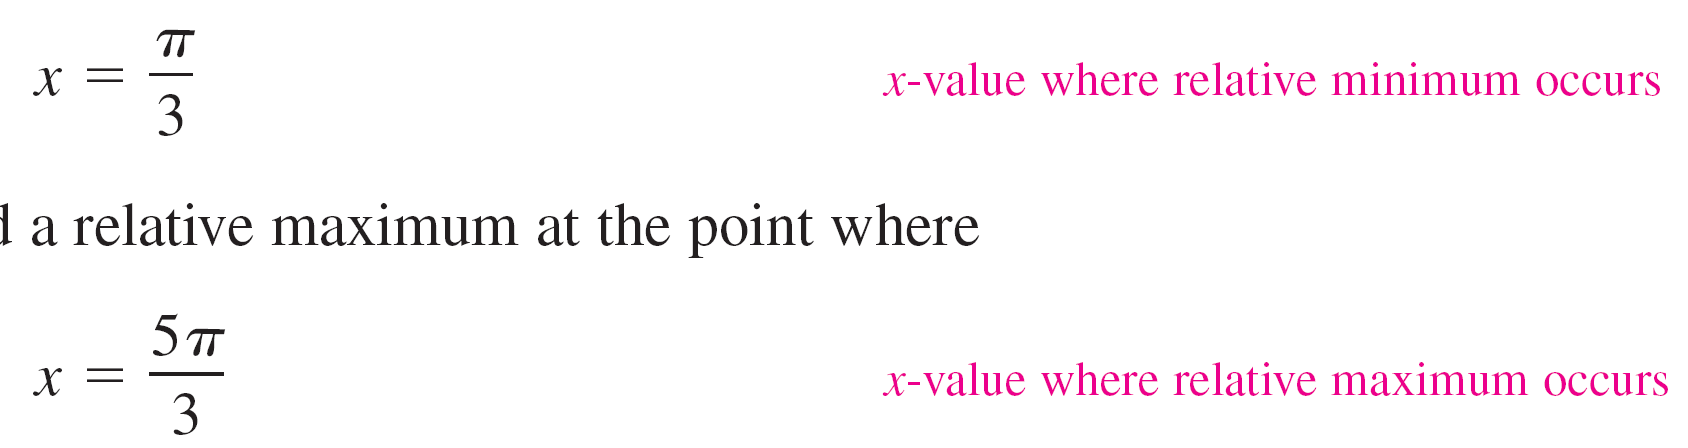 x = π/3 x-value where relative minimum occurs
d a relative maximum at the point where
x = 5π/3 x-value where relative maximum occurs